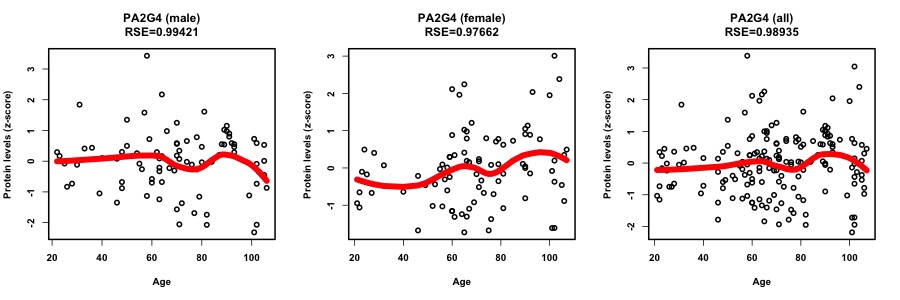 PA2G4 (male)
RSE=0.99421
Protein levels (z-score)
3
2
1
0
-1
-2
20
40
60
80
100
Age
PA2G4 (female)
RSE=0.97662
Protein levels (z-score)
3
2
1
0
-1
20
40
60
80
100
Age
PA2G4 (all)
RSE=0.98935
Protein levels (z-score)
3
2
1
0
-1
-2
20
40
60
80
100
Age